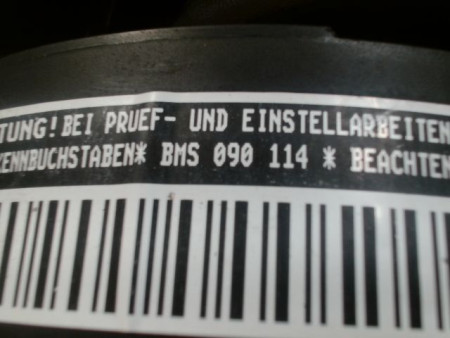 TUNG! BEI PRUEF- UND EINSTELLARBEITEN
KENNBUCHSTABEN* BMS 090 114 * BEACHTEN